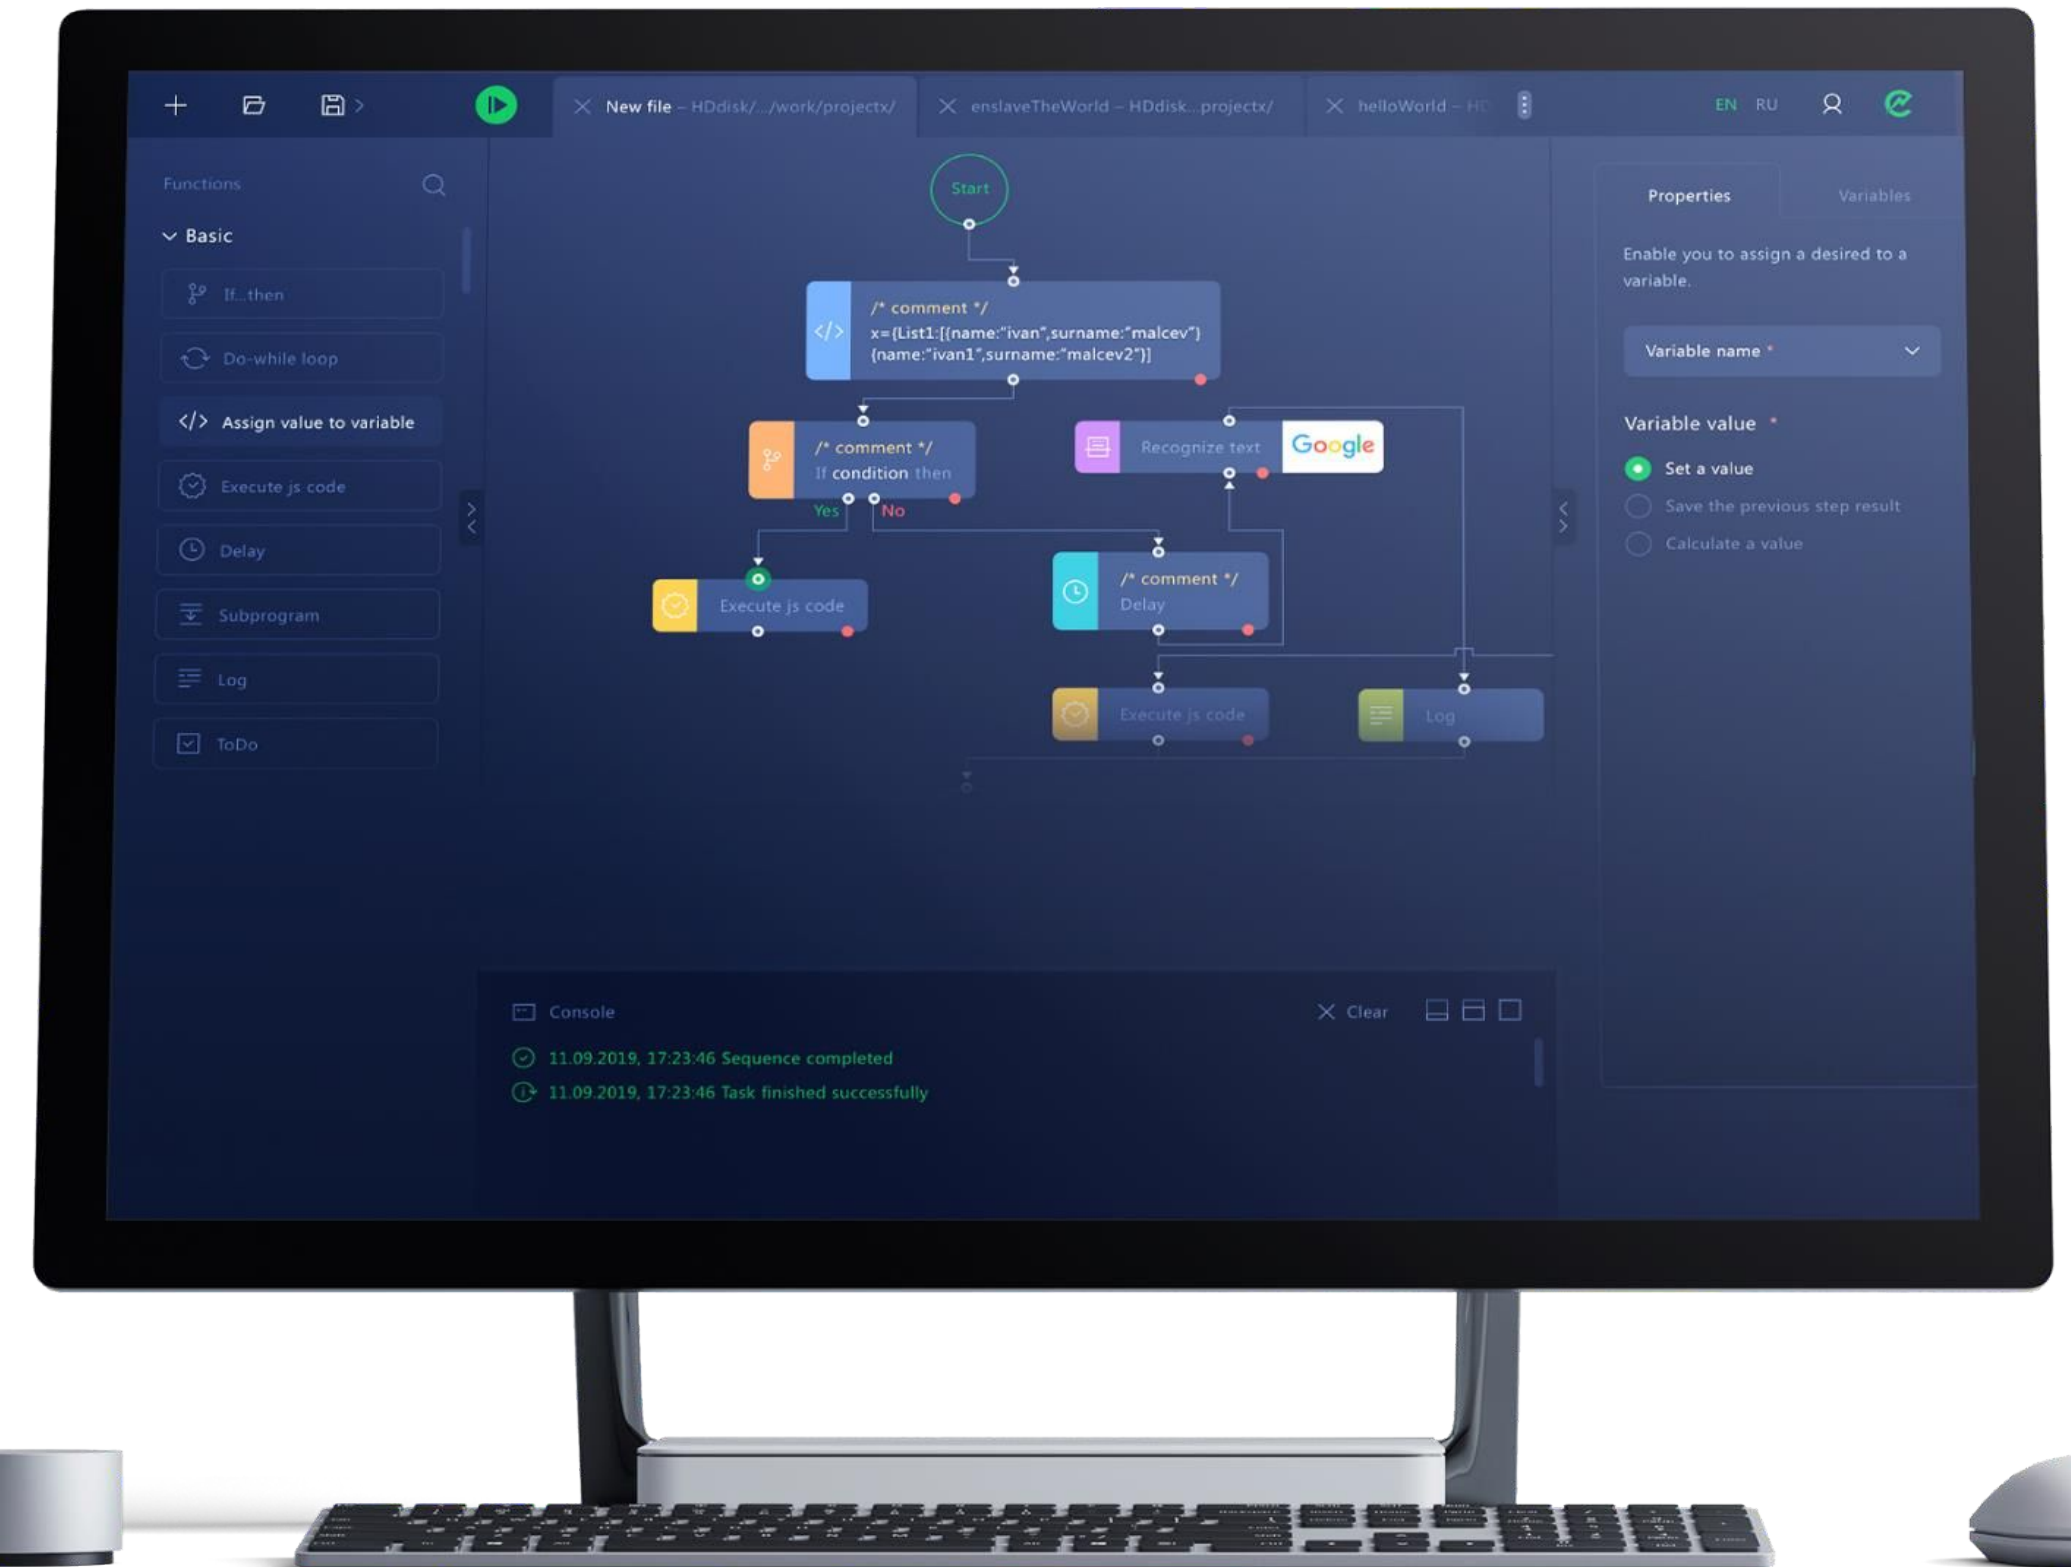 New file – HDdisk/.../work/projectx/
enslaveTheWorld – HDdisk...projectx/
helloWorld – HD
EN RU
Functions
Basic
If...then
Do-while loop
</> Assign value to variable
Execute js code
Delay
Subprogram
Log
ToDo
Start
</>
/* comment */
x={List1:[{name:"ivan",surname:"malcev"}
{name:"ivan1",surname:"malcev2"}]
/* comment */
If condition then
Yes
No
Recognize text
Google
Execute js code
/* comment */
Delay
Execute js code
Log
Properties
Variables
Enable you to assign a desired to a
variable.
Variable name *
Variable value *
Set a value
Save the previous step result
Calculate a value
Console
Clear
11.09.2019, 17:23:46 Sequence completed
11.09.2019, 17:23:46 Task finished successfully